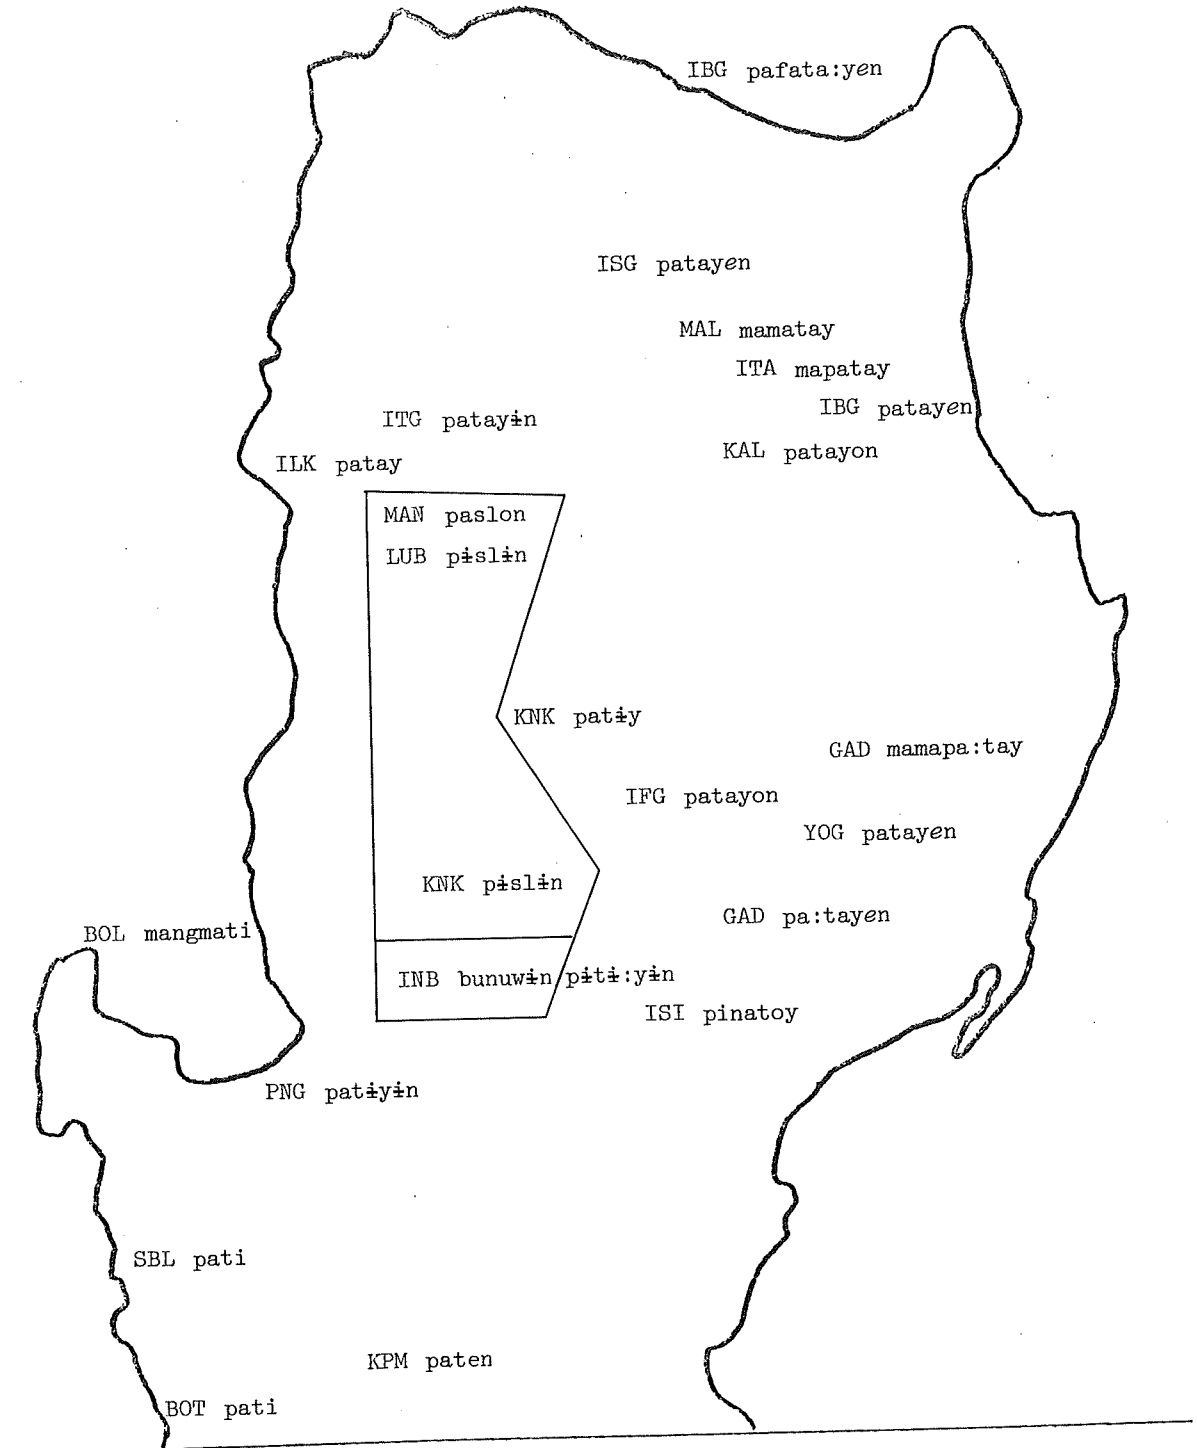 IBG pafata:yen
ISG patayen
MAL mamatay
ITA mapatay
IBG patayen
ITG patayɨn
KAL patayon
ILK patay
MAN paslon
LUB pɨslɨn
KNK patɨy
GAD mamapa:tay
IFG patayon
YOG patayen
KNK pɨslɨn
GAD pa:tayen
BOL mangmati
INB bunuwɨn pɨtɨ:yɨn
ISI pinatoy
PNG patɨyɨn
SBL pati
KPM paten
BOT pati